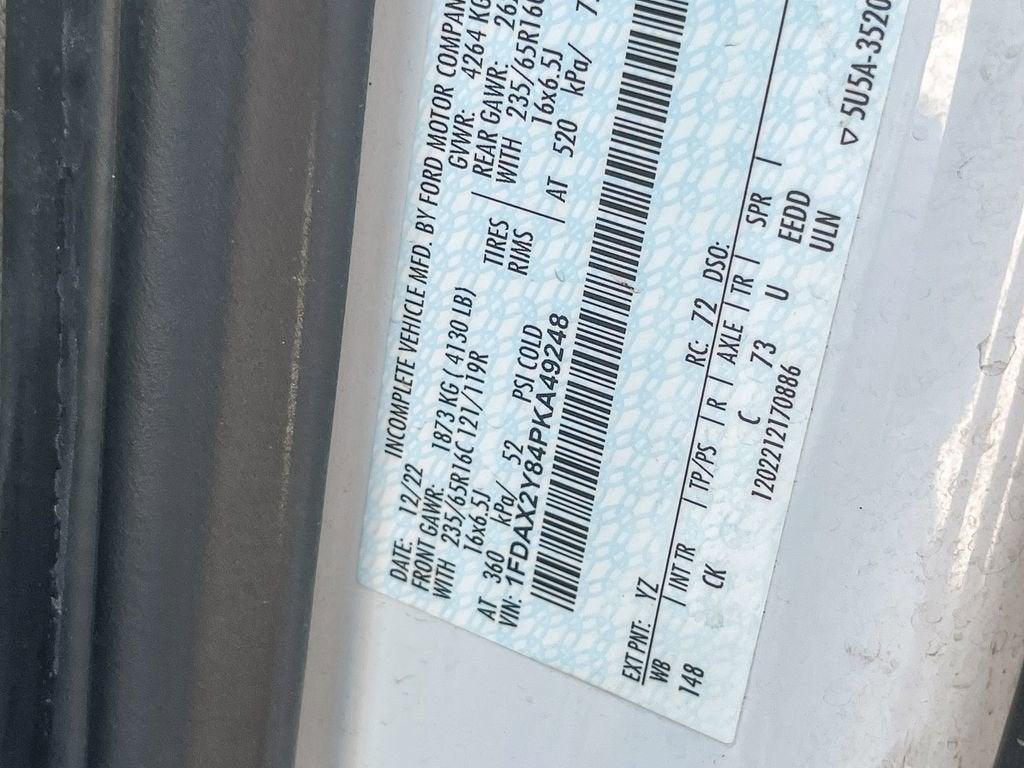 INCOMPLETE VEHICLE MFD. BY FORD MOTOR COMPAN
DATE: 12/22 GVWR: 4264 KG
FRONT GAWR: 1873 KG ( 4130 LB) REAR GAWR: 26
WITH 235/65R16C 121/119R TIRES WITH 235/65R16
16x6.5J RIMS 16x6.5J
AT 360 kPa/ 52 PSI COLD AT 520 kPa/ 7
VIN: 1FDAX2Y84PKA49248
EXT PNT: YZ RC: 72 DSO:
WB INT TR TP/PS R AXLE TR SPR
148 CK C 73 U EEDD
1202212170886 ULN
▽ 5U5A-3520